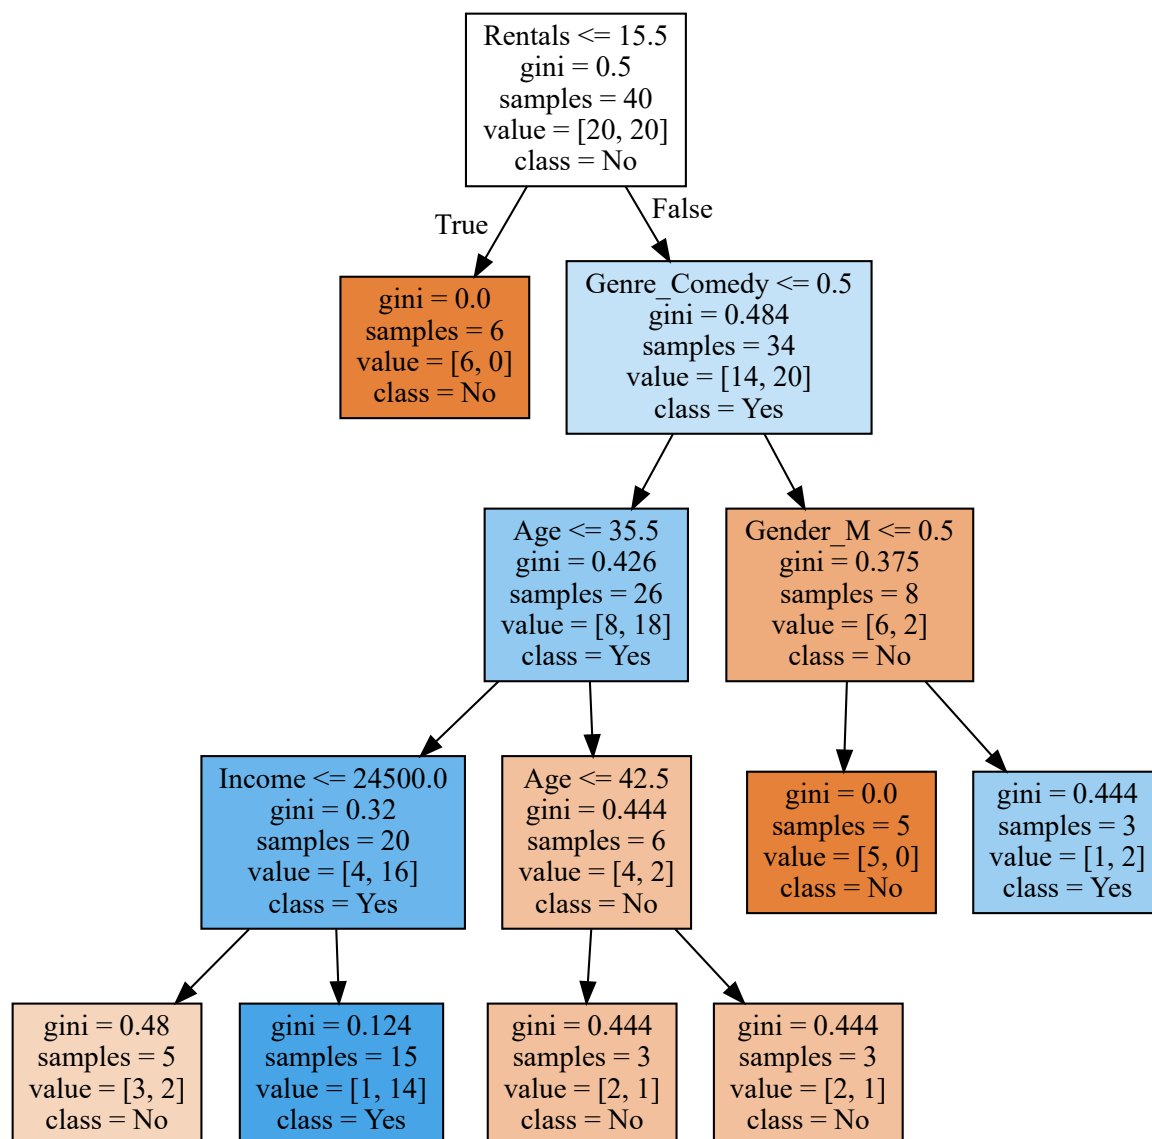 Rentals <= 15.5
gini = 0.5
samples = 40
value = [20, 20]
class = No
True
False
gini = 0.0
samples = 6
value = [6, 0]
class = No
Genre_Comedy <= 0.5
gini = 0.484
samples = 34
value = [14, 20]
class = Yes
Age <= 35.5
gini = 0.426
samples = 26
value = [8, 18]
class = Yes
Gender_M <= 0.5
gini = 0.375
samples = 8
value = [6, 2]
class = No
Income <= 24500.0
gini = 0.32
samples = 20
value = [4, 16]
class = Yes
Age <= 42.5
gini = 0.444
samples = 6
value = [4, 2]
class = No
gini = 0.0
samples = 5
value = [5, 0]
class = No
gini = 0.444
samples = 3
value = [1, 2]
class = Yes
gini = 0.48
samples = 5
value = [3, 2]
class = No
gini = 0.124
samples = 15
value = [1, 14]
class = Yes
gini = 0.444
samples = 3
value = [2, 1]
class = No
gini = 0.444
samples = 3
value = [2, 1]
class = No